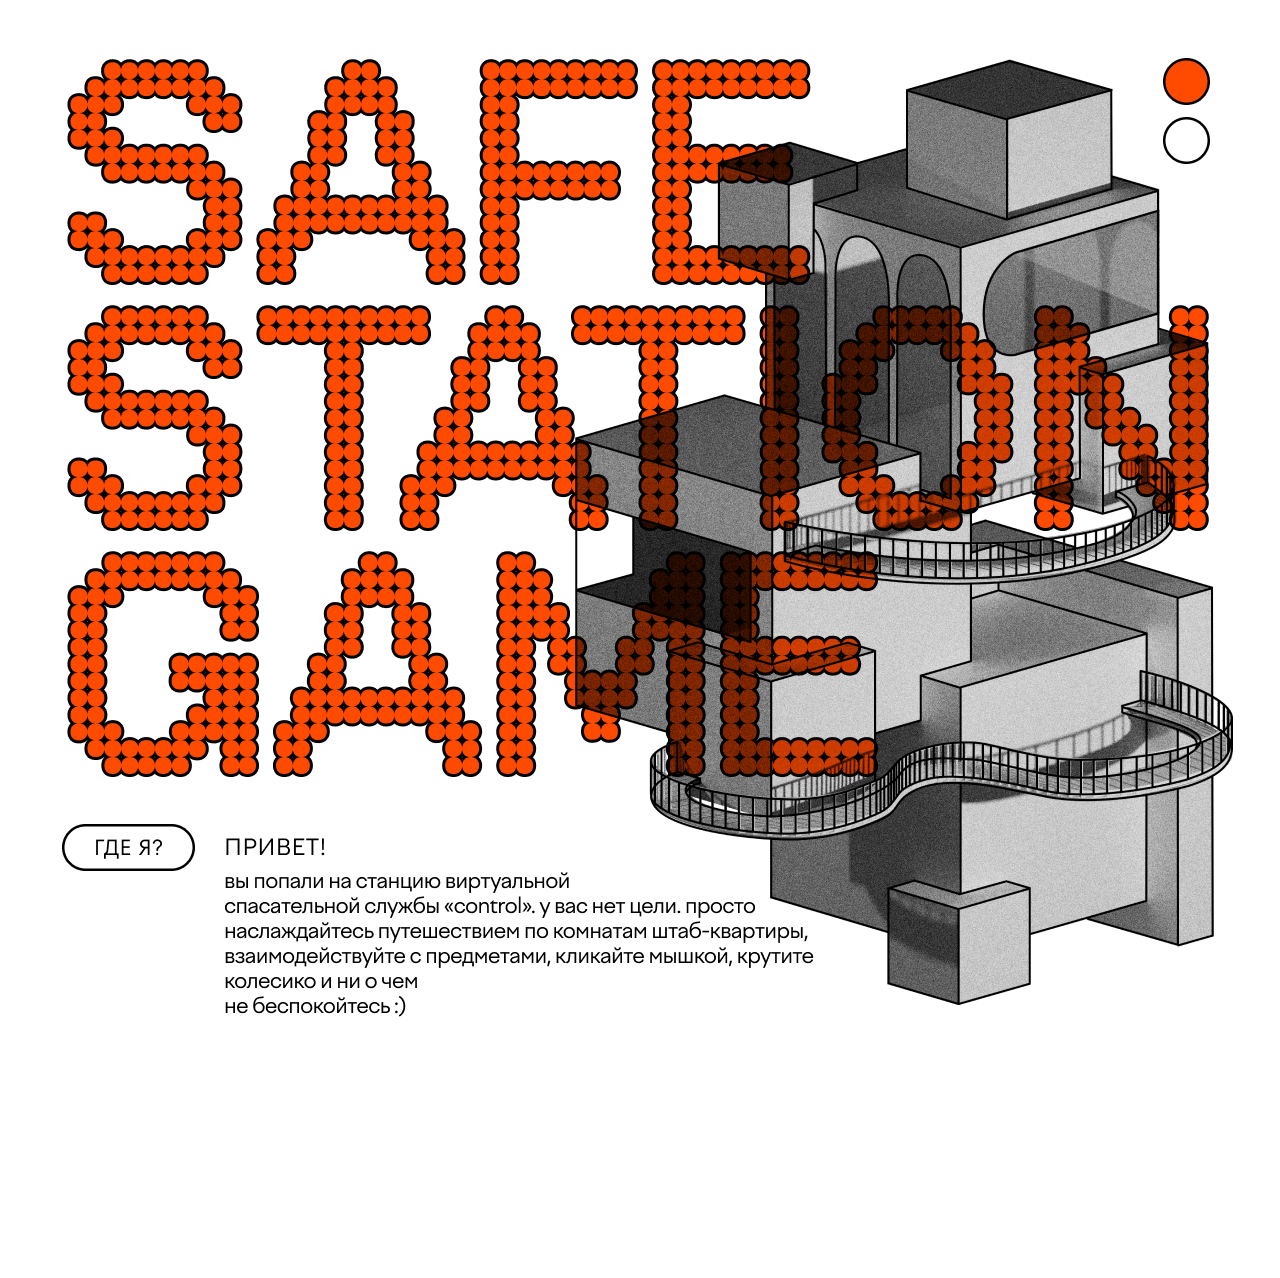 SAFE
STATION
GAME
ГДЕ Я?
ПРИВЕТ!
вы попали на станцию виртуальной
спасательной службы «control». у вас нет цели. просто
наслаждайтесь путешествием по комнатам штаб-квартиры,
взаимодействуйте с предметами, кликайте мышкой, крутите
колесико и ни о чем
не беспокойтесь :)